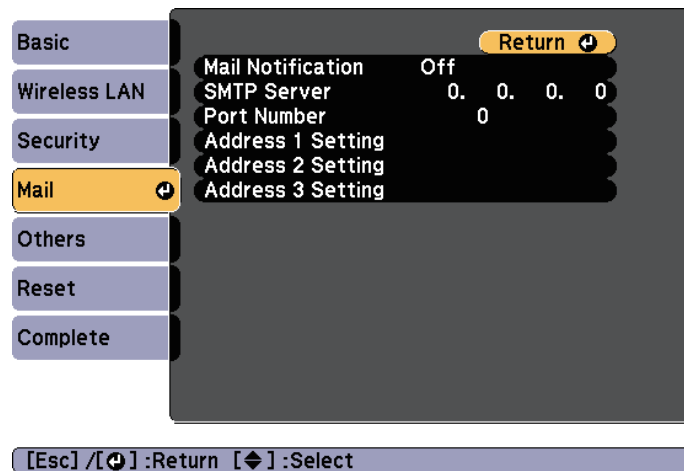 Basic
Wireless LAN
Security
Mail
Others
Reset
Complete
Return
Mail Notification Off
SMTP Server 0. 0. 0. 0
Port Number 0
Address 1 Setting
Address 2 Setting
Address 3 Setting
[Esc] /[⏎] :Return [◆] :Select